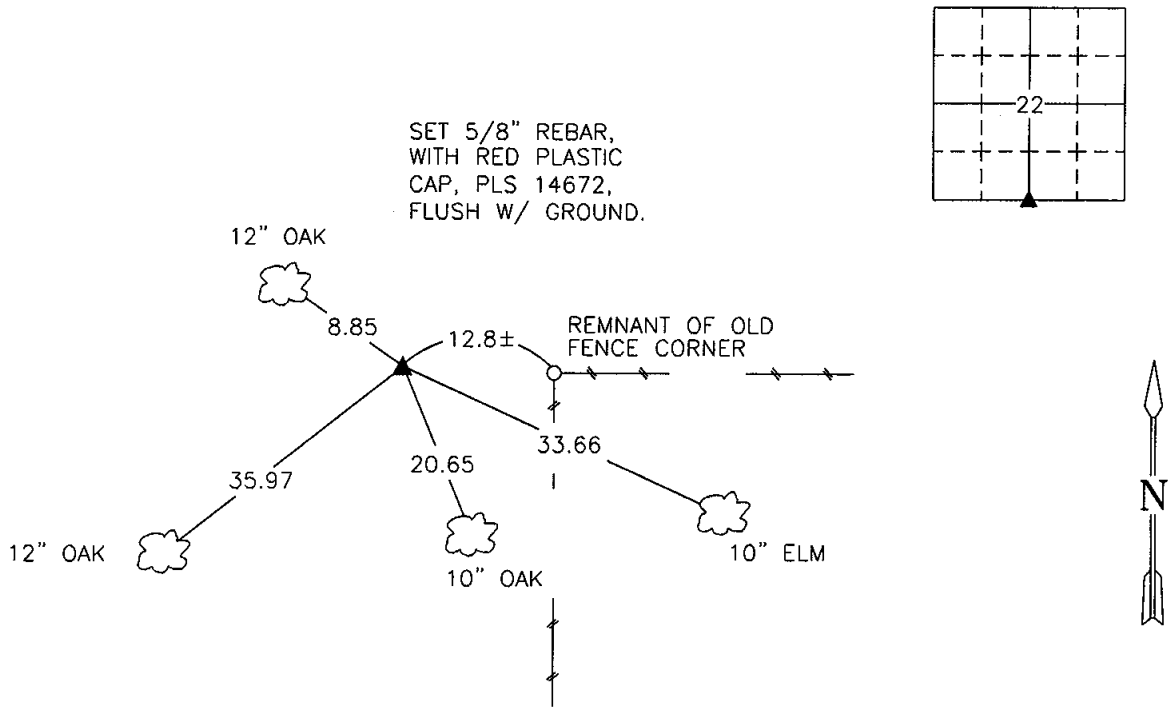 22
SET 5/8" REBAR,
WITH RED PLASTIC
CAP, PLS 14672,
FLUSH W/ GROUND.
12" OAK
8.85
12.8±
REMNANT OF OLD
FENCE CORNER
33.66
20.65
35.97
12" OAK
10" OAK
10" ELM
N